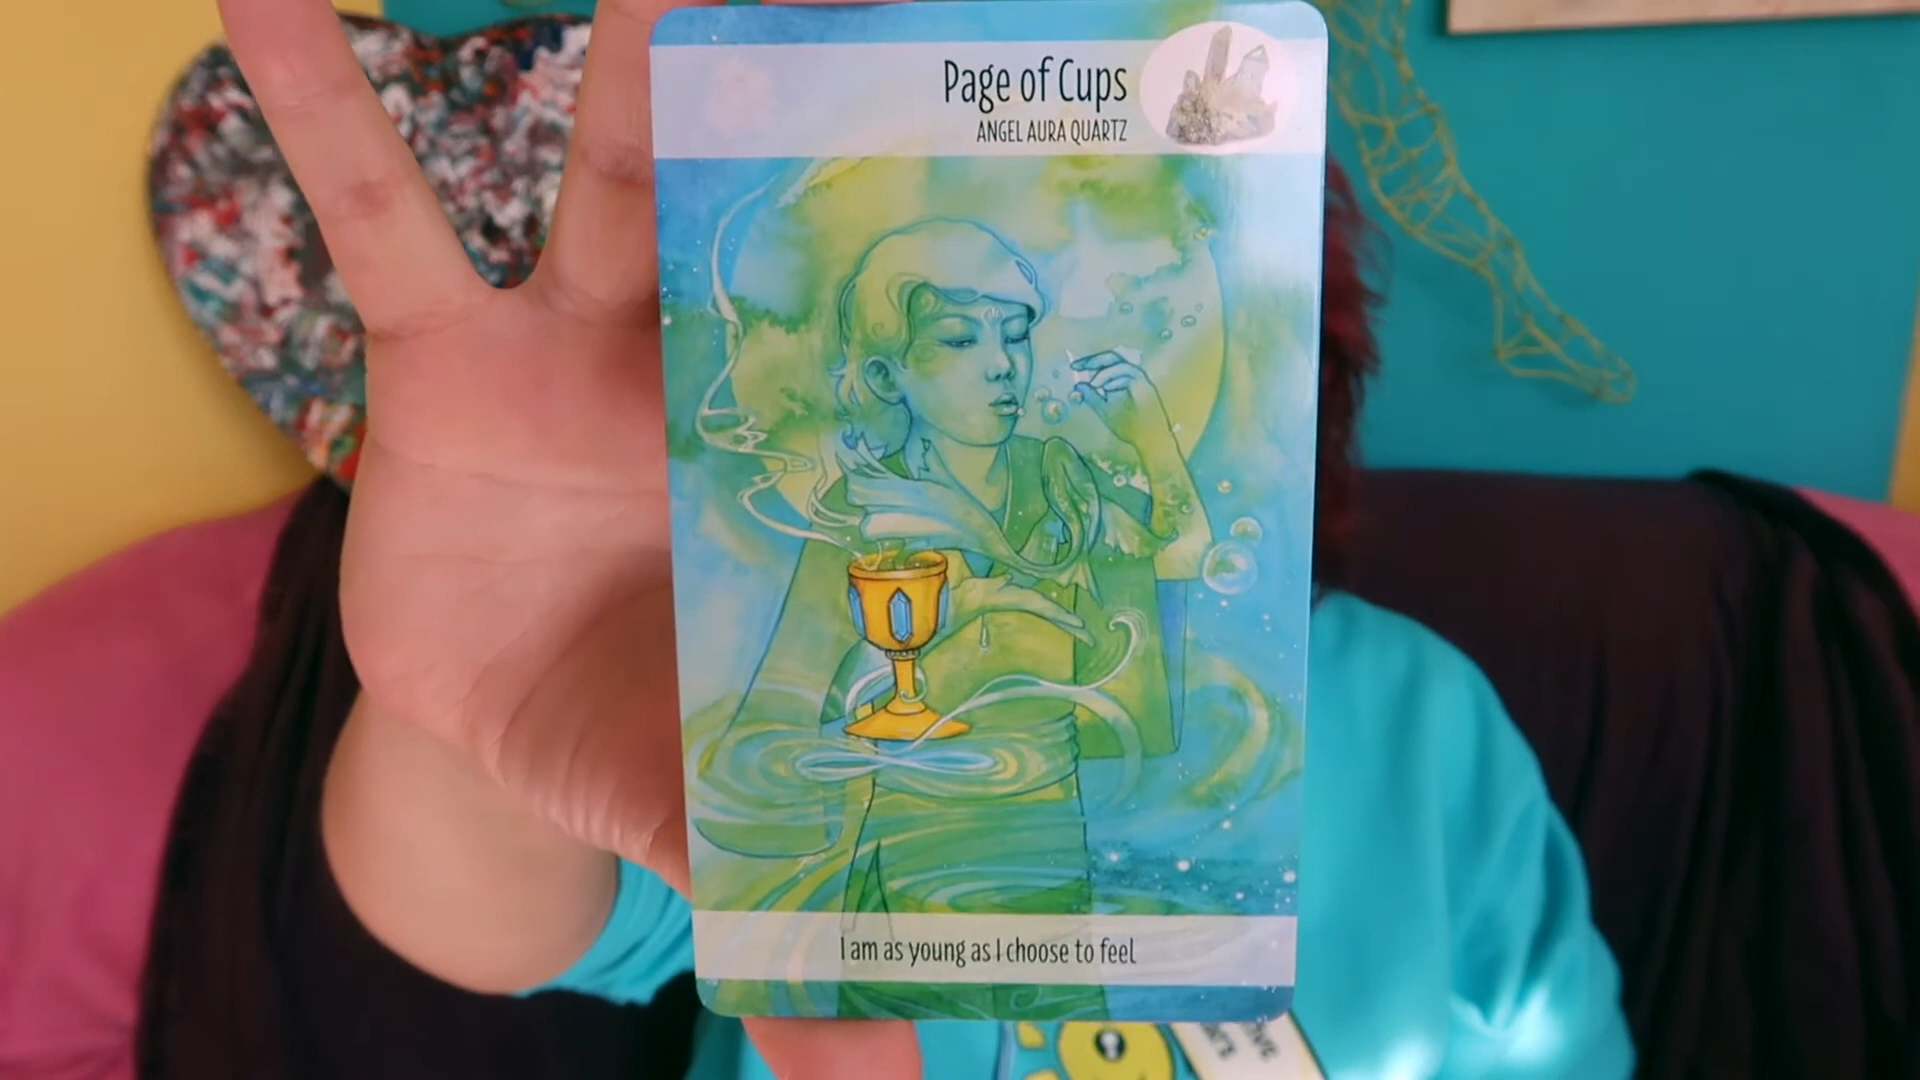 Page of Cups
ANGEL AURA QUARTZ
I am as young as I choose to feel